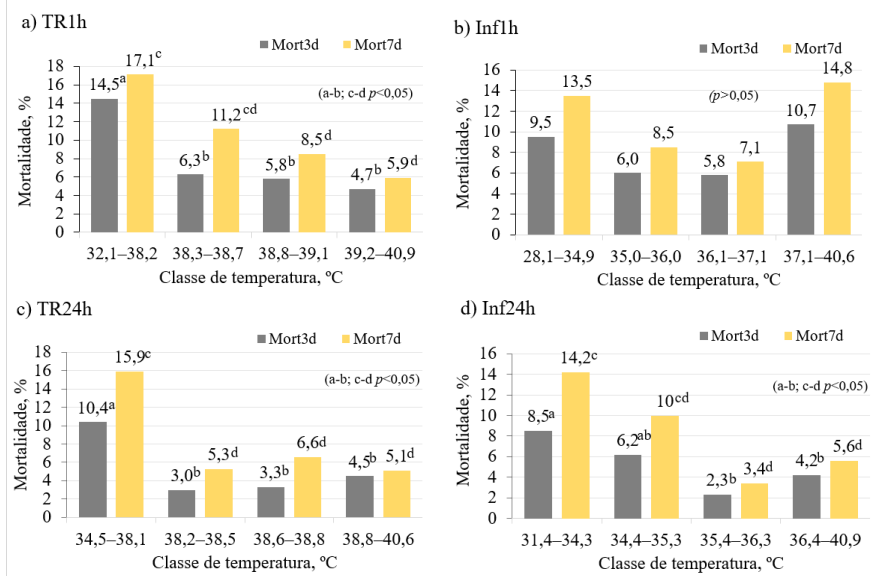 a) TR1h
Mort3d Mort7d
Mortalidade, %
18
16
14
12
10
8
6
4
2
0
14,5a 17,1c
6,3b 11,2cd
5,8b 8,5d
4,7b 5,9d
(a-b; c-d p<0,05)
32,1–38,2 38,3–38,7 38,8–39,1 39,2–40,9
Classe de temperatura, ºC
b) Inf1h
Mort3d Mort7d
Mortalidade, %
16
14
12
10
8
6
4
2
0
9,5 13,5
6,0 8,5
5,8 7,1
10,7 14,8
(p>0,05)
28,1–34,9 35,0–36,0 36,1–37,1 37,1–40,6
Classe de temperatura, ºC
c) TR24h
Mort3d Mort7d
Mortalidade, %
18
16
14
12
10
8
6
4
2
0
10,4a 15,9c
3,0b 5,3d
3,3b 6,6d
4,5b 5,1d
(a-b; c-d p<0,05)
34,5–38,1 38,2–38,5 38,6–38,8 38,8–40,6
Classe de temperatura, ºC
d) Inf24h
Mort3d Mort7d
Mortalidade, %
16
14
12
10
8
6
4
2
0
8,5a 14,2c
6,2ab 10cd
2,3b 3,4d
4,2b 5,6d
(a-b; c-d p<0,05)
31,4–34,3 34,4–35,3 35,4–36,3 36,4–40,9
Classe de temperatura, ºC